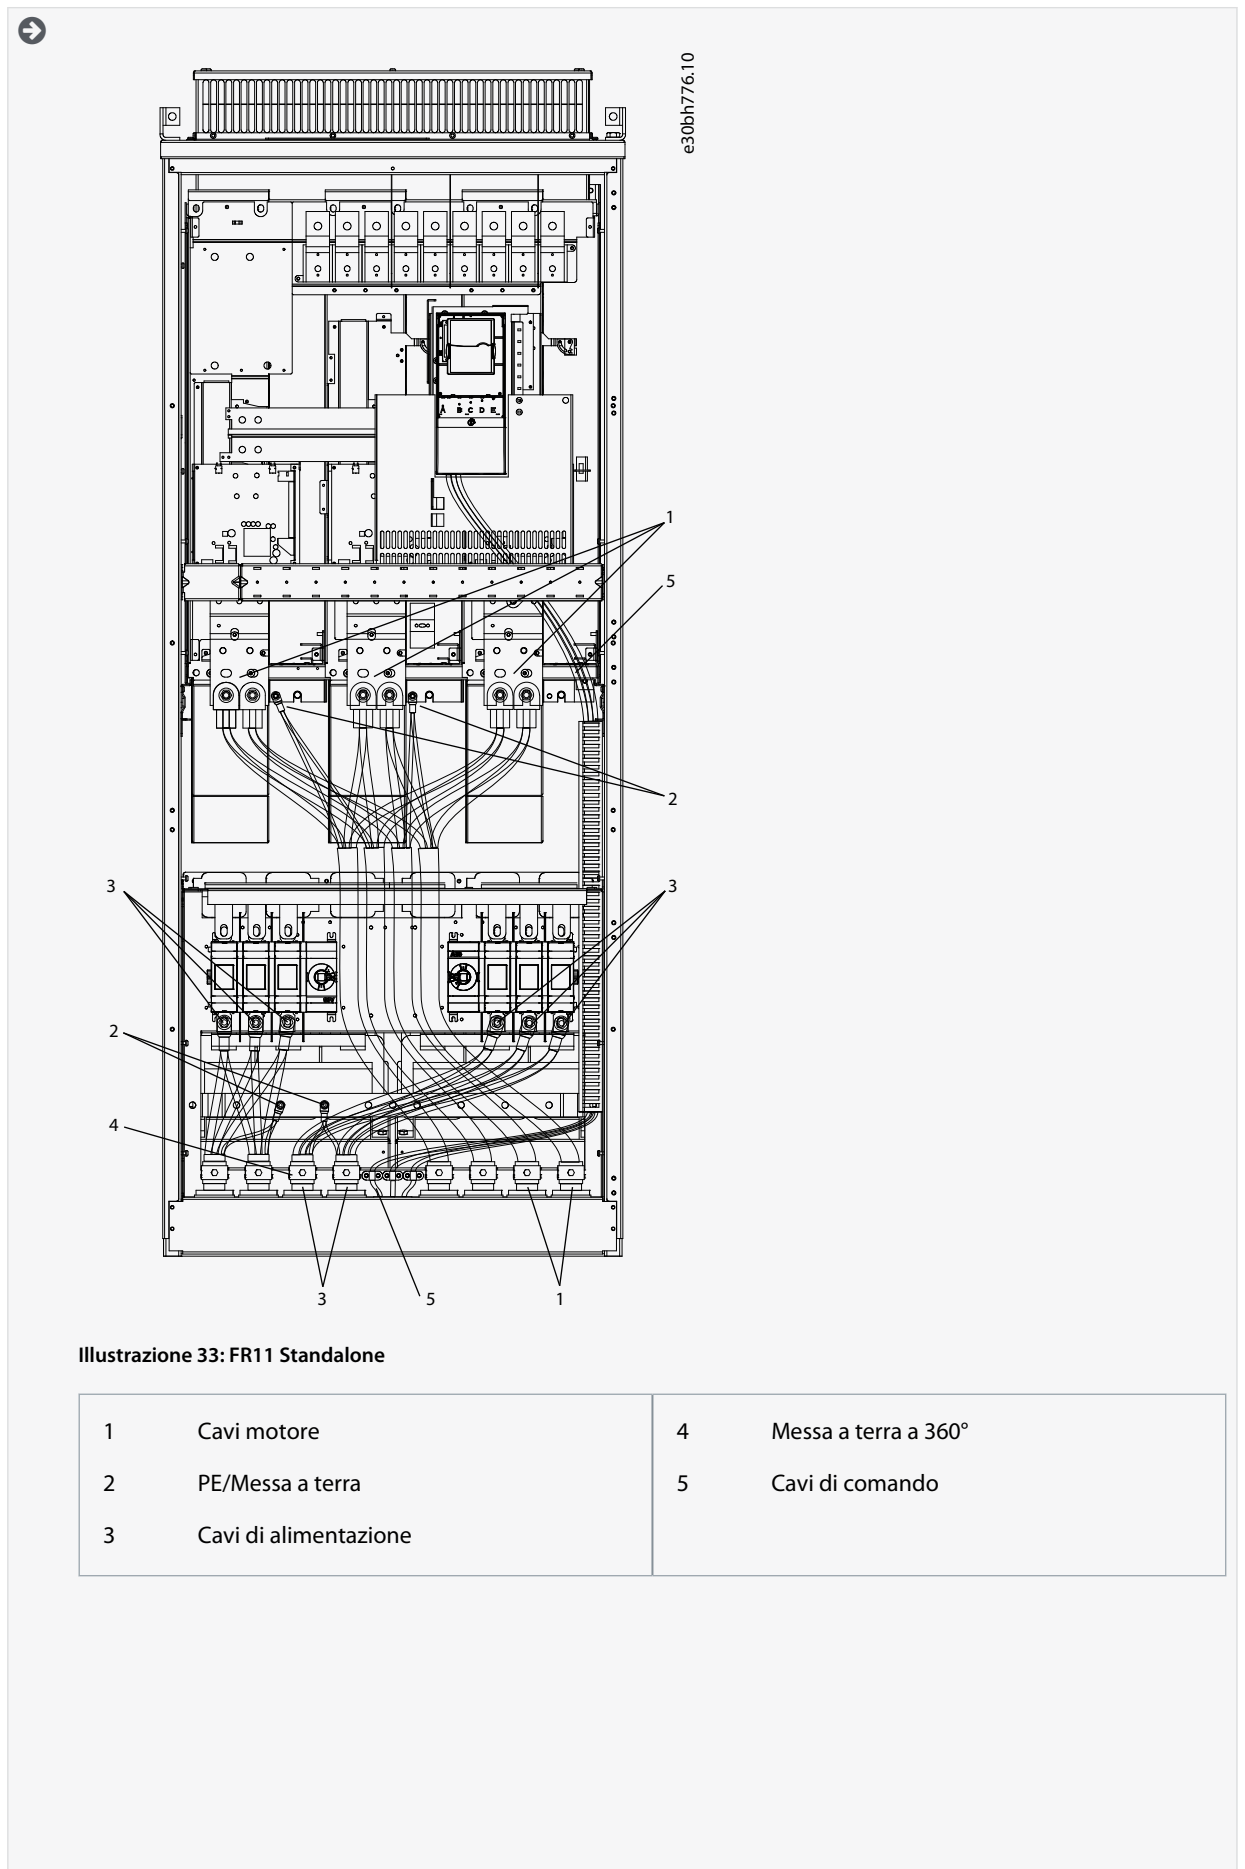 e30bh776.10
A B C D E
1
5
2
3
3
2
4
3
5
1
Illustrazione 33: FR11 Standalone
1 Cavi motore
2 PE/Messa a terra
3 Cavi di alimentazione
4 Messa a terra a 360°
5 Cavi di comando